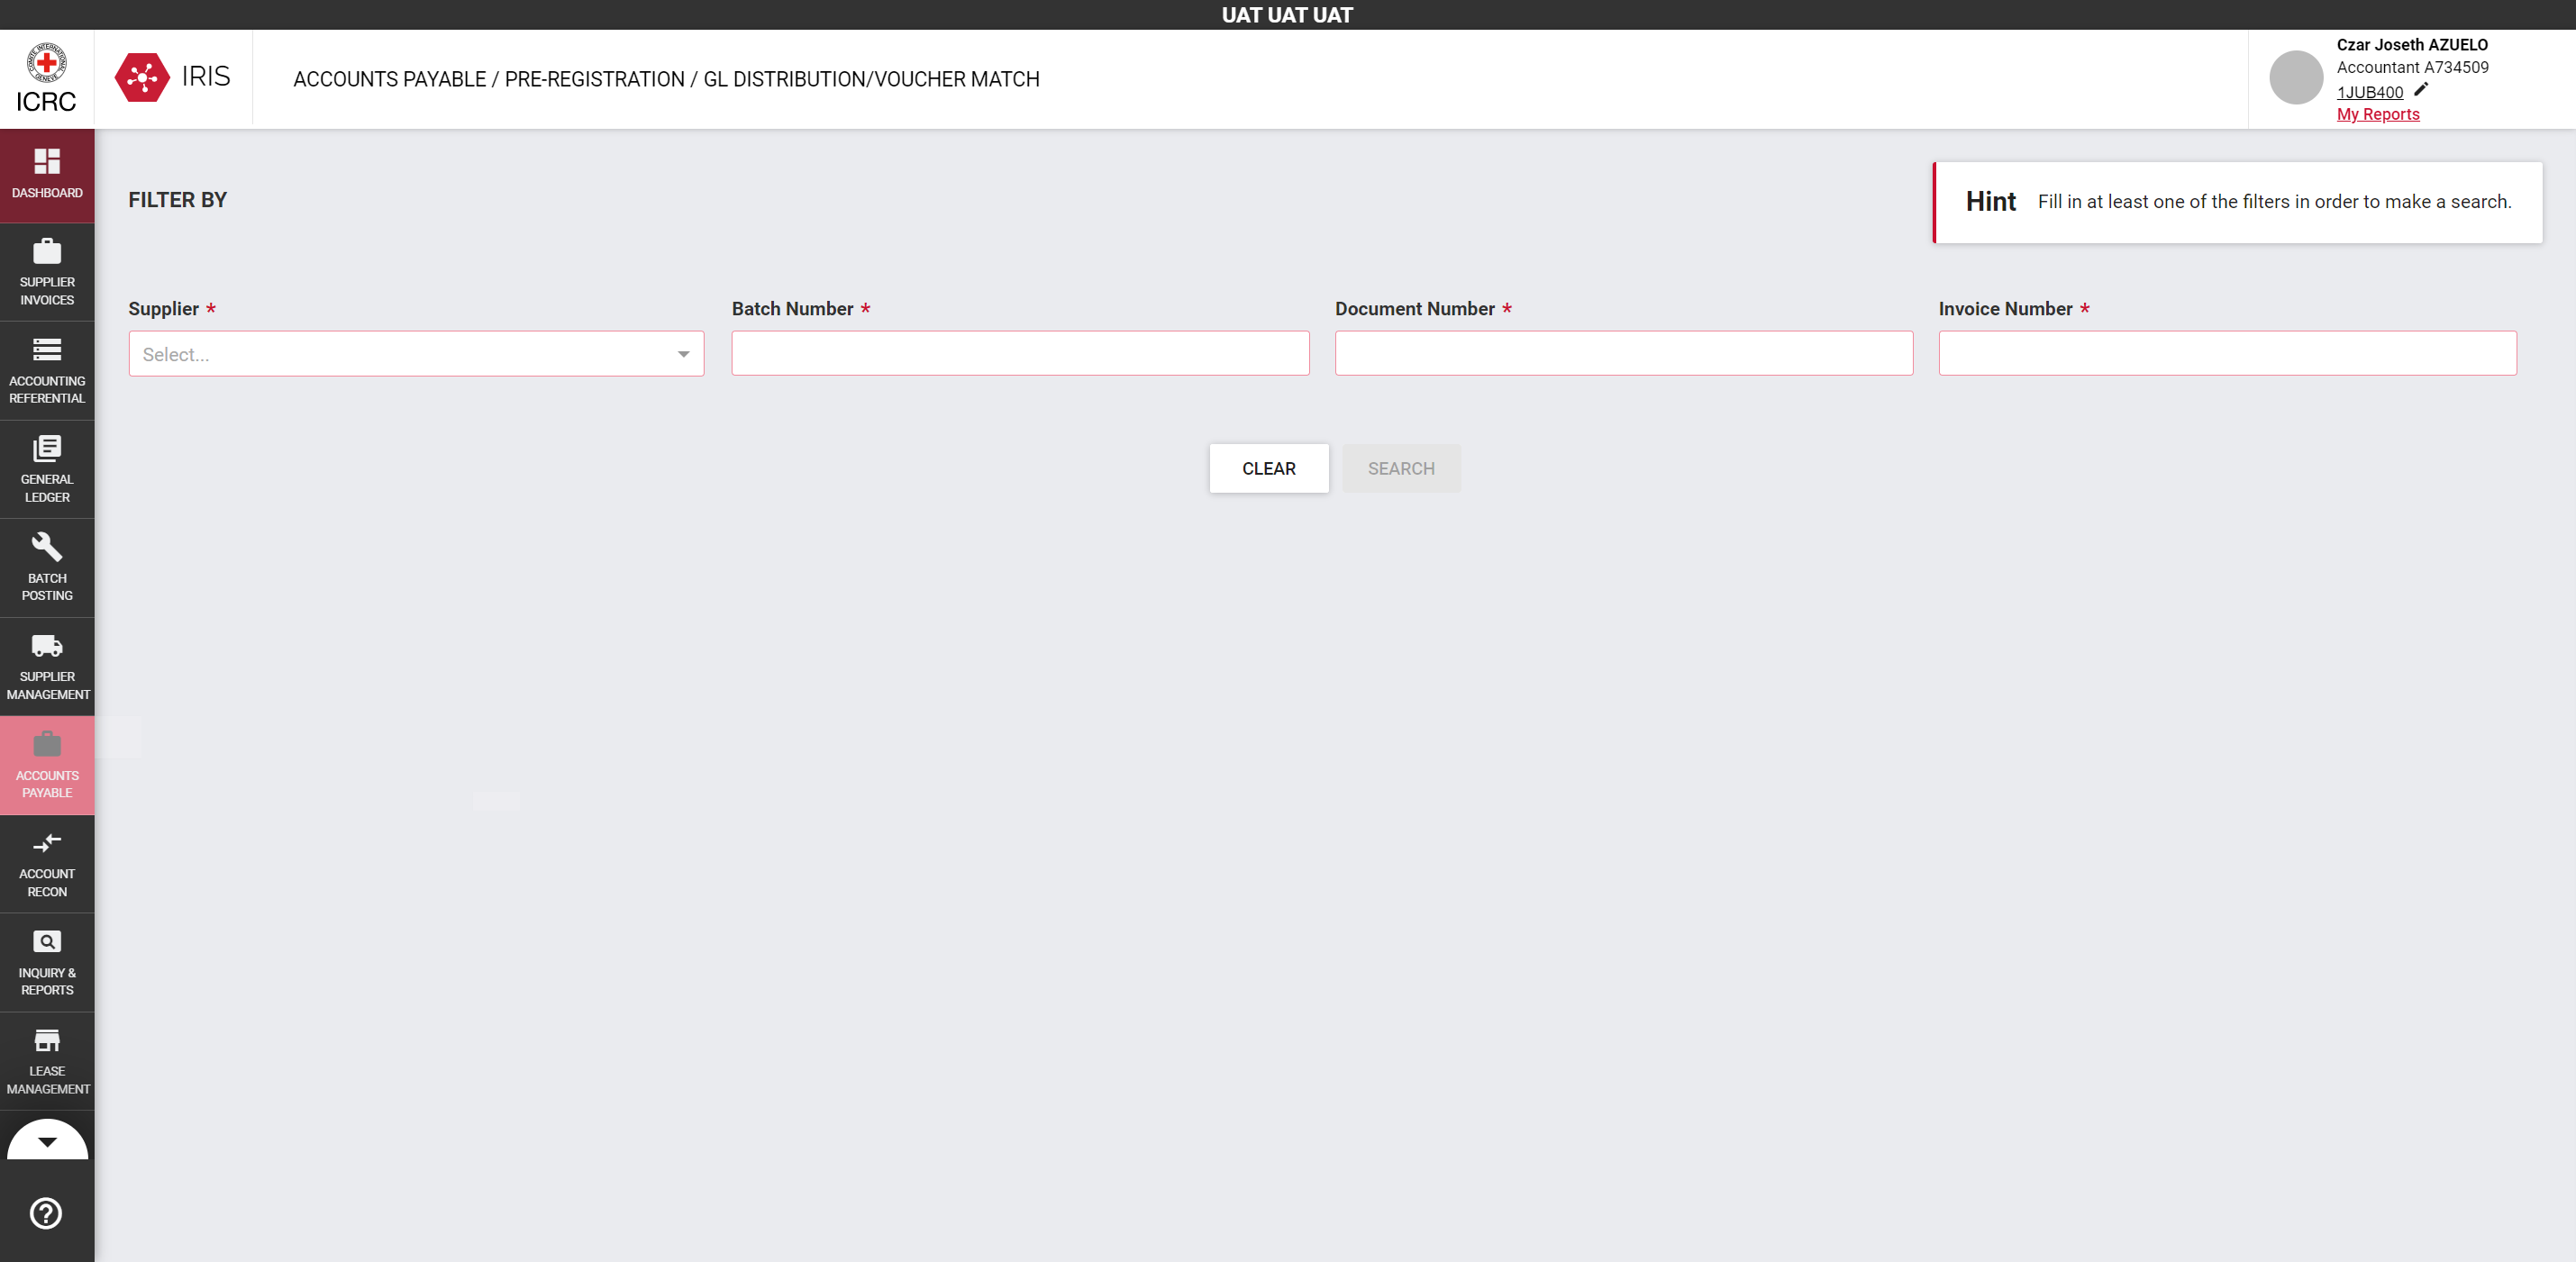 UAT UAT UAT
COMITE INTERNATIONAL GENEVE
ICRC
IRIS
ACCOUNTS PAYABLE / PRE-REGISTRATION / GL DISTRIBUTION/VOUCHER MATCH
Czar Joseth AZUELO
Accountant A734509
1JUB400
My Reports
DASHBOARD
SUPPLIER
INVOICES
ACCOUNTING
REFERENTIAL
GENERAL
LEDGER
BATCH
POSTING
SUPPLIER
MANAGEMENT
ACCOUNTS
PAYABLE
ACCOUNT
RECON
INQUIRY &
REPORTS
LEASE
MANAGEMENT
FILTER BY
Hint Fill in at least one of the filters in order to make a search.
Supplier * Batch Number * Document Number * Invoice Number *
Select...
CLEAR SEARCH